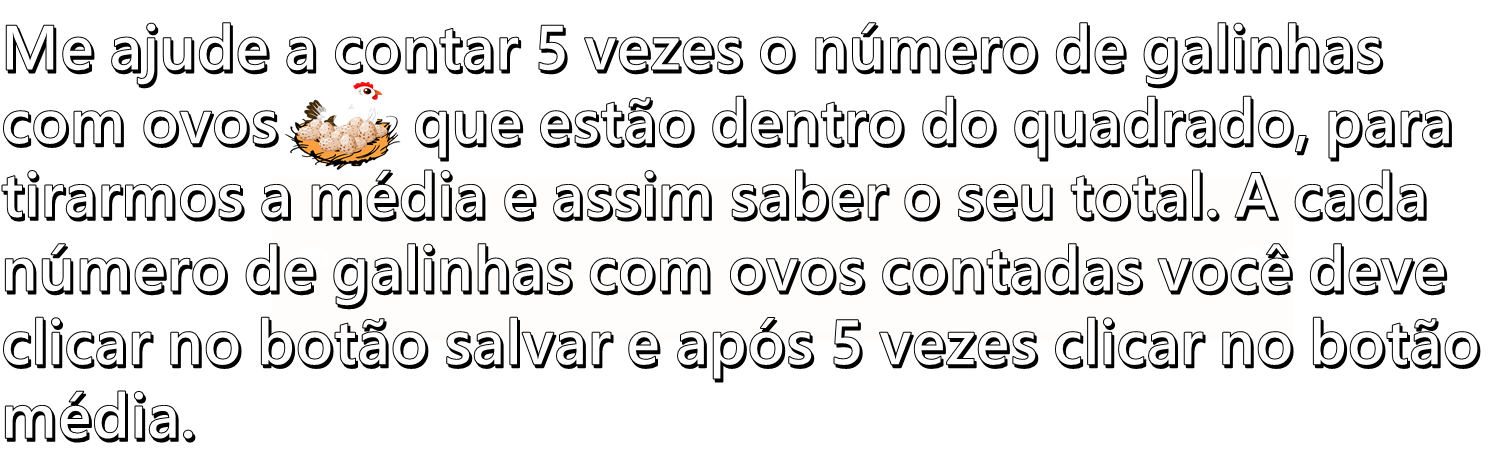 Me ajude a contar 5 vezes o número de galinhas
com ovos que estão dentro do quadrado, para
tirarmos a média e assim saber o seu total. A cada
número de galinhas com ovos contadas você deve
clicar no botão salvar e após 5 vezes clicar no botão
média.